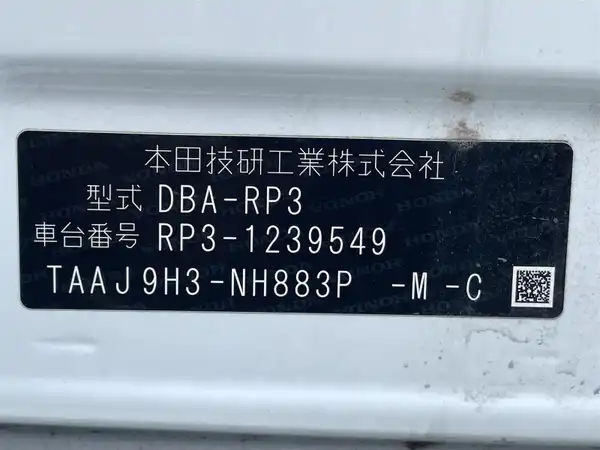 本田技研工業株式会社
型式 DBA-RP3
車台番号 RP3-1239549
TAAJ9H3-NH883P -M -C